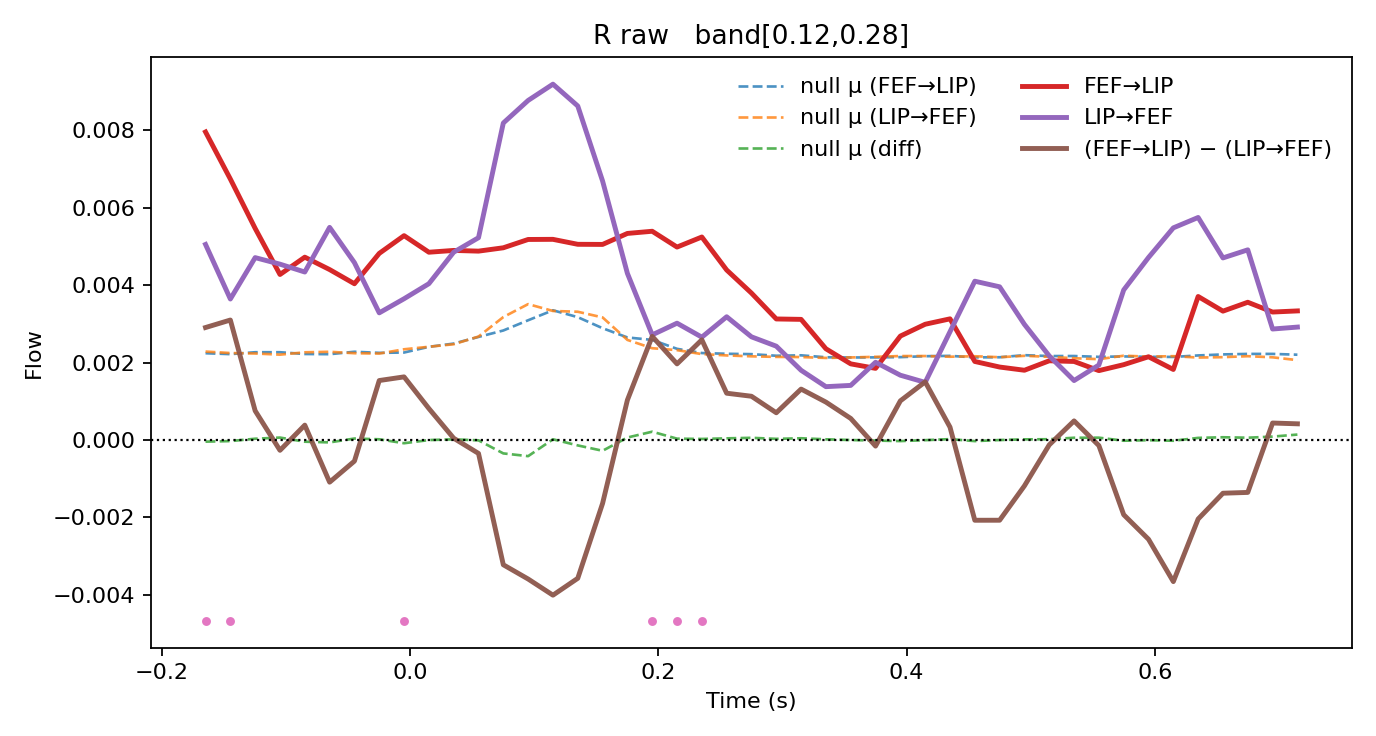 R raw   band[0.12,0.28]
null μ (FEF→LIP)
null μ (LIP→FEF)
null μ (diff)
FEF→LIP
LIP→FEF
(FEF→LIP) − (LIP→FEF)
Flow
0.008
0.006
0.004
0.002
0.000
−0.002
−0.004
−0.2
0.0
0.2
0.4
0.6
Time (s)